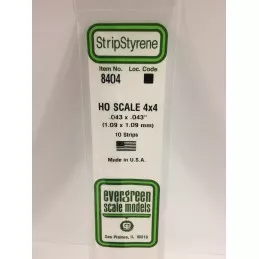 StripStyrene
Item No. Loc. Code
8404
HO SCALE 4x4
.043 x .043"
(1.09 x 1.09 mm)
10 Strips
Made in U.S.A.
evergreen
scale models
Des Plaines, IL 60018